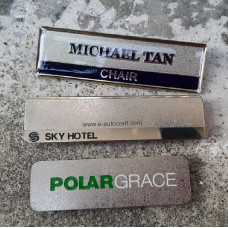 MICHAEL TAN
CHAIR
www.e-autocraft.com
SKY HOTEL
POLARGRACE